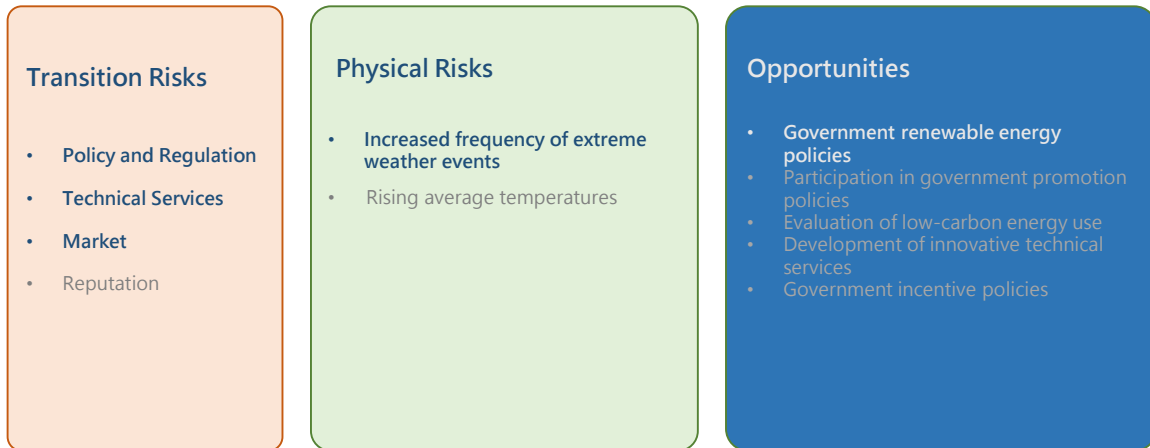 Transition Risks
• Policy and Regulation
• Technical Services
• Market
• Reputation
Physical Risks
• Increased frequency of extreme
weather events
• Rising average temperatures
Opportunities
• Government renewable energy
policies
• Participation in government promotion
policies
• Evaluation of low-carbon energy use
• Development of innovative technical
services
• Government incentive policies